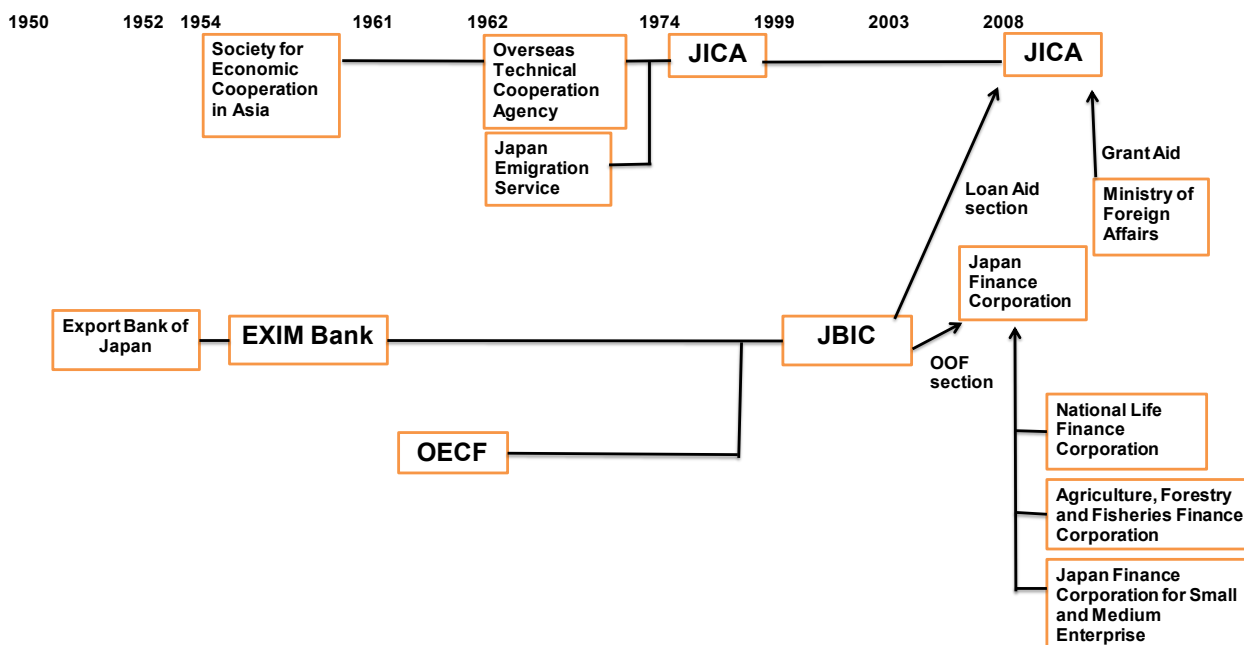 1950 1952 1954 1961 1962 1974 1999 2003 2008
Society for
Economic
Cooperation
in Asia
Overseas
Technical
Cooperation
Agency
JICA
JICA
Japan
Emigration
Service
Grant Aid
Loan Aid
section
Ministry of
Foreign
Affairs
Japan
Finance
Corporation
Export Bank of
Japan
EXIM Bank
JBIC
OOF
section
OECF
National Life
Finance
Corporation
Agriculture, Forestry
and Fisheries Finance
Corporation
Japan Finance
Corporation for Small
and Medium
Enterprise